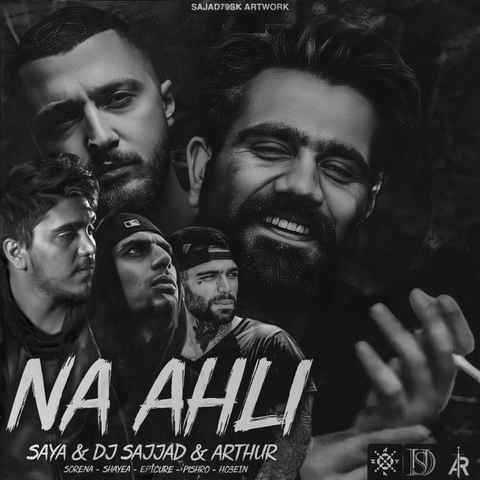 SAJAD79SK ARTWORK
NA AHLI
SAYA & DJ SAJJAD & ARTHUR
SORENA - SHAYEA - EPICURE - PISHRO - HO3EIN